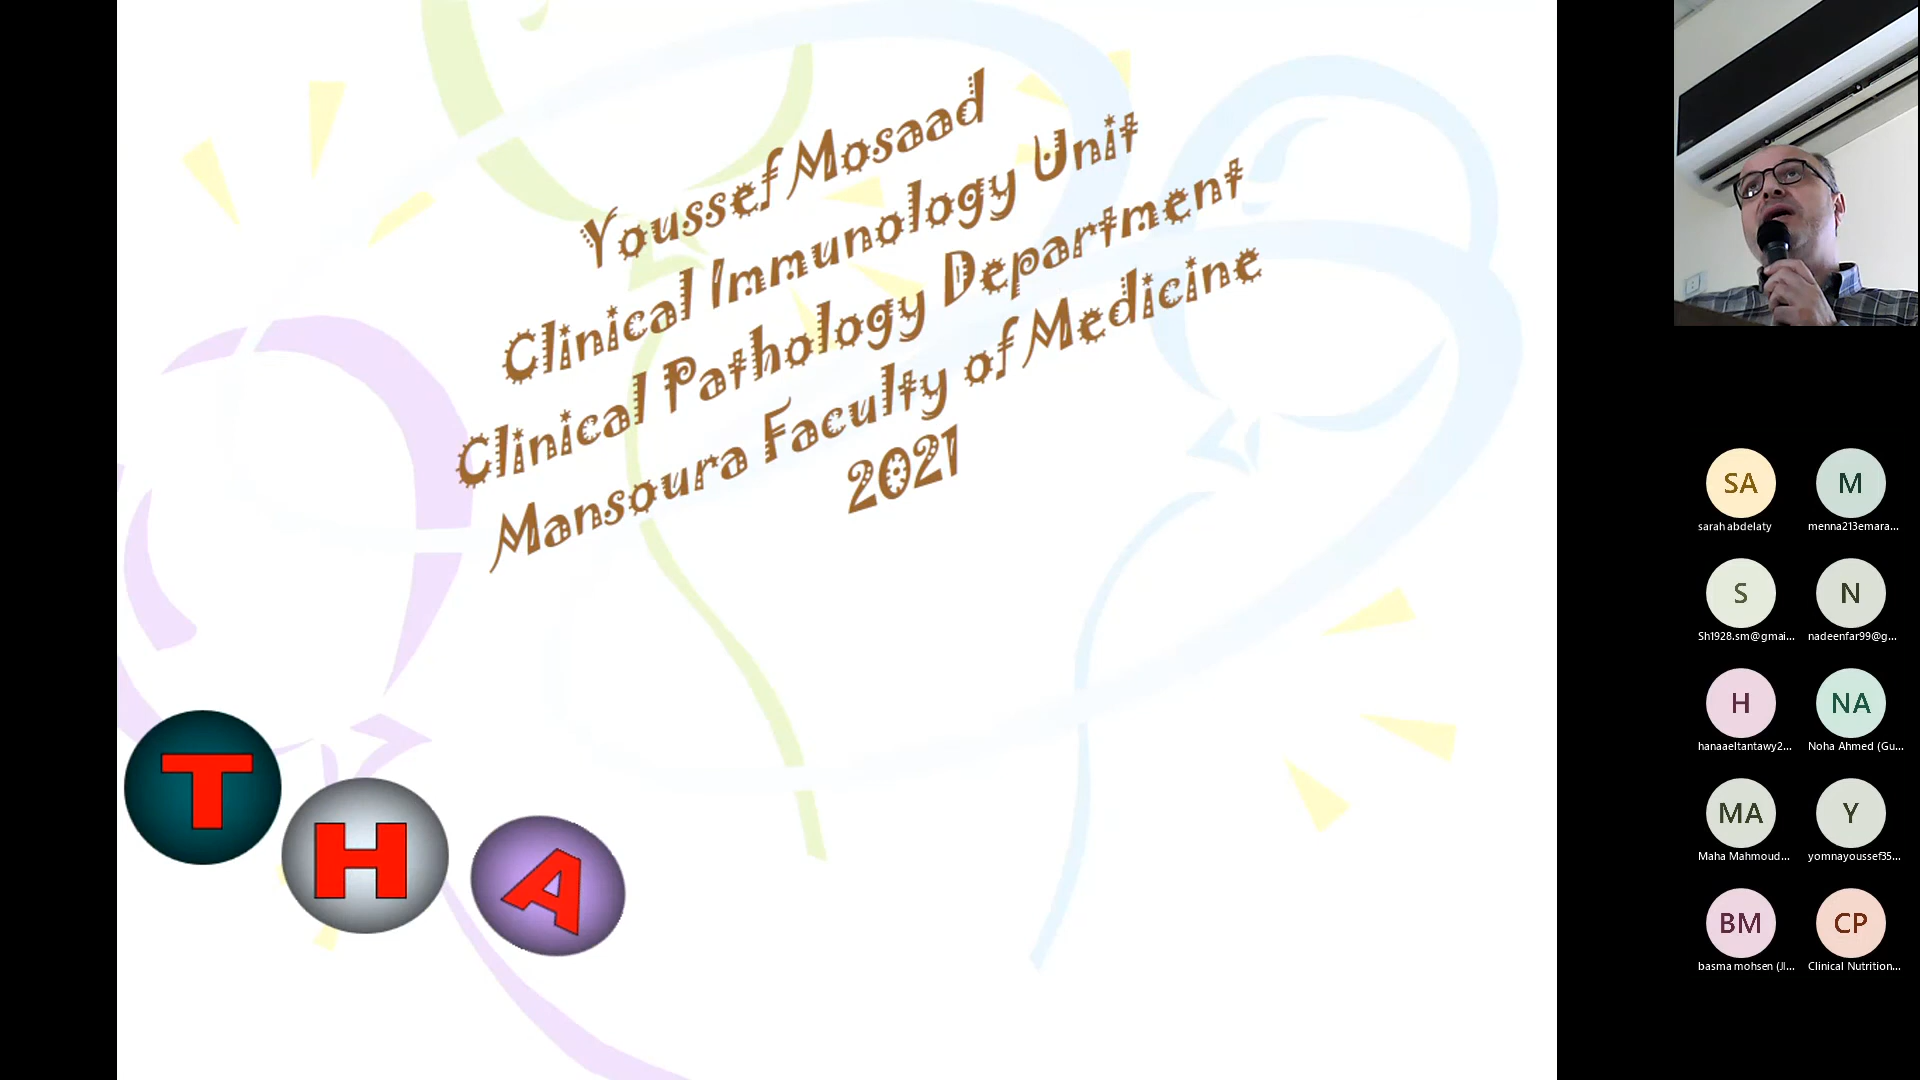 Youssef Mosaad
Clinical Immunology Unit
Clinical Pathology Department
Mansoura Faculty of Medicine
2021
T
H
A
SA
sarah abdelaty
M
menna213emara...
S
Sh1928.sm@gmai...
N
nadeenfar99@g...
H
hanaaeltantawy2...
NA
Noha Ahmed (Gu...
MA
Maha Mahmoud...
Y
yomnayoussef35...
BM
basma mohsen (JI...
CP
Clinical Nutrition...